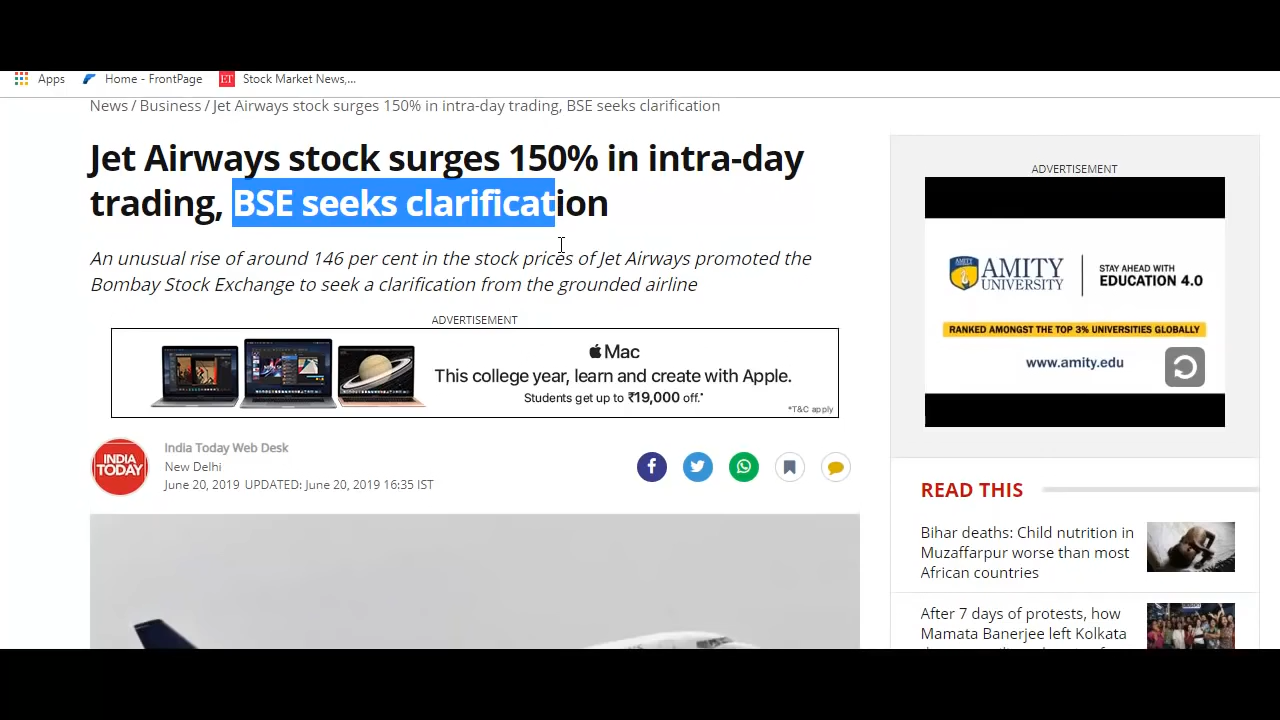 Apps Home - FrontPage ET Stock Market News,...
News / Business / Jet Airways stock surges 150% in intra-day trading, BSE seeks clarification
Jet Airways stock surges 150% in intra-day
trading, BSE seeks clarification
An unusual rise of around 146 per cent in the stock prices of Jet Airways promoted the
Bombay Stock Exchange to seek a clarification from the grounded airline
ADVERTISEMENT
Mac
This college year, learn and create with Apple.
Students get up to ₹19,000 off.*
*T&C apply
INDIA
TODAY
India Today Web Desk
New Delhi
June 20, 2019 UPDATED: June 20, 2019 16:35 IST
ADVERTISEMENT
AMITY
AMITY
UNIVERSITY
STAY AHEAD WITH
EDUCATION 4.0
RANKED AMONGST THE TOP 3% UNIVERSITIES GLOBALLY
www.amity.edu
READ THIS
Bihar deaths: Child nutrition in
Muzaffarpur worse than most
African countries
After 7 days of protests, how
Mamata Banerjee left Kolkata